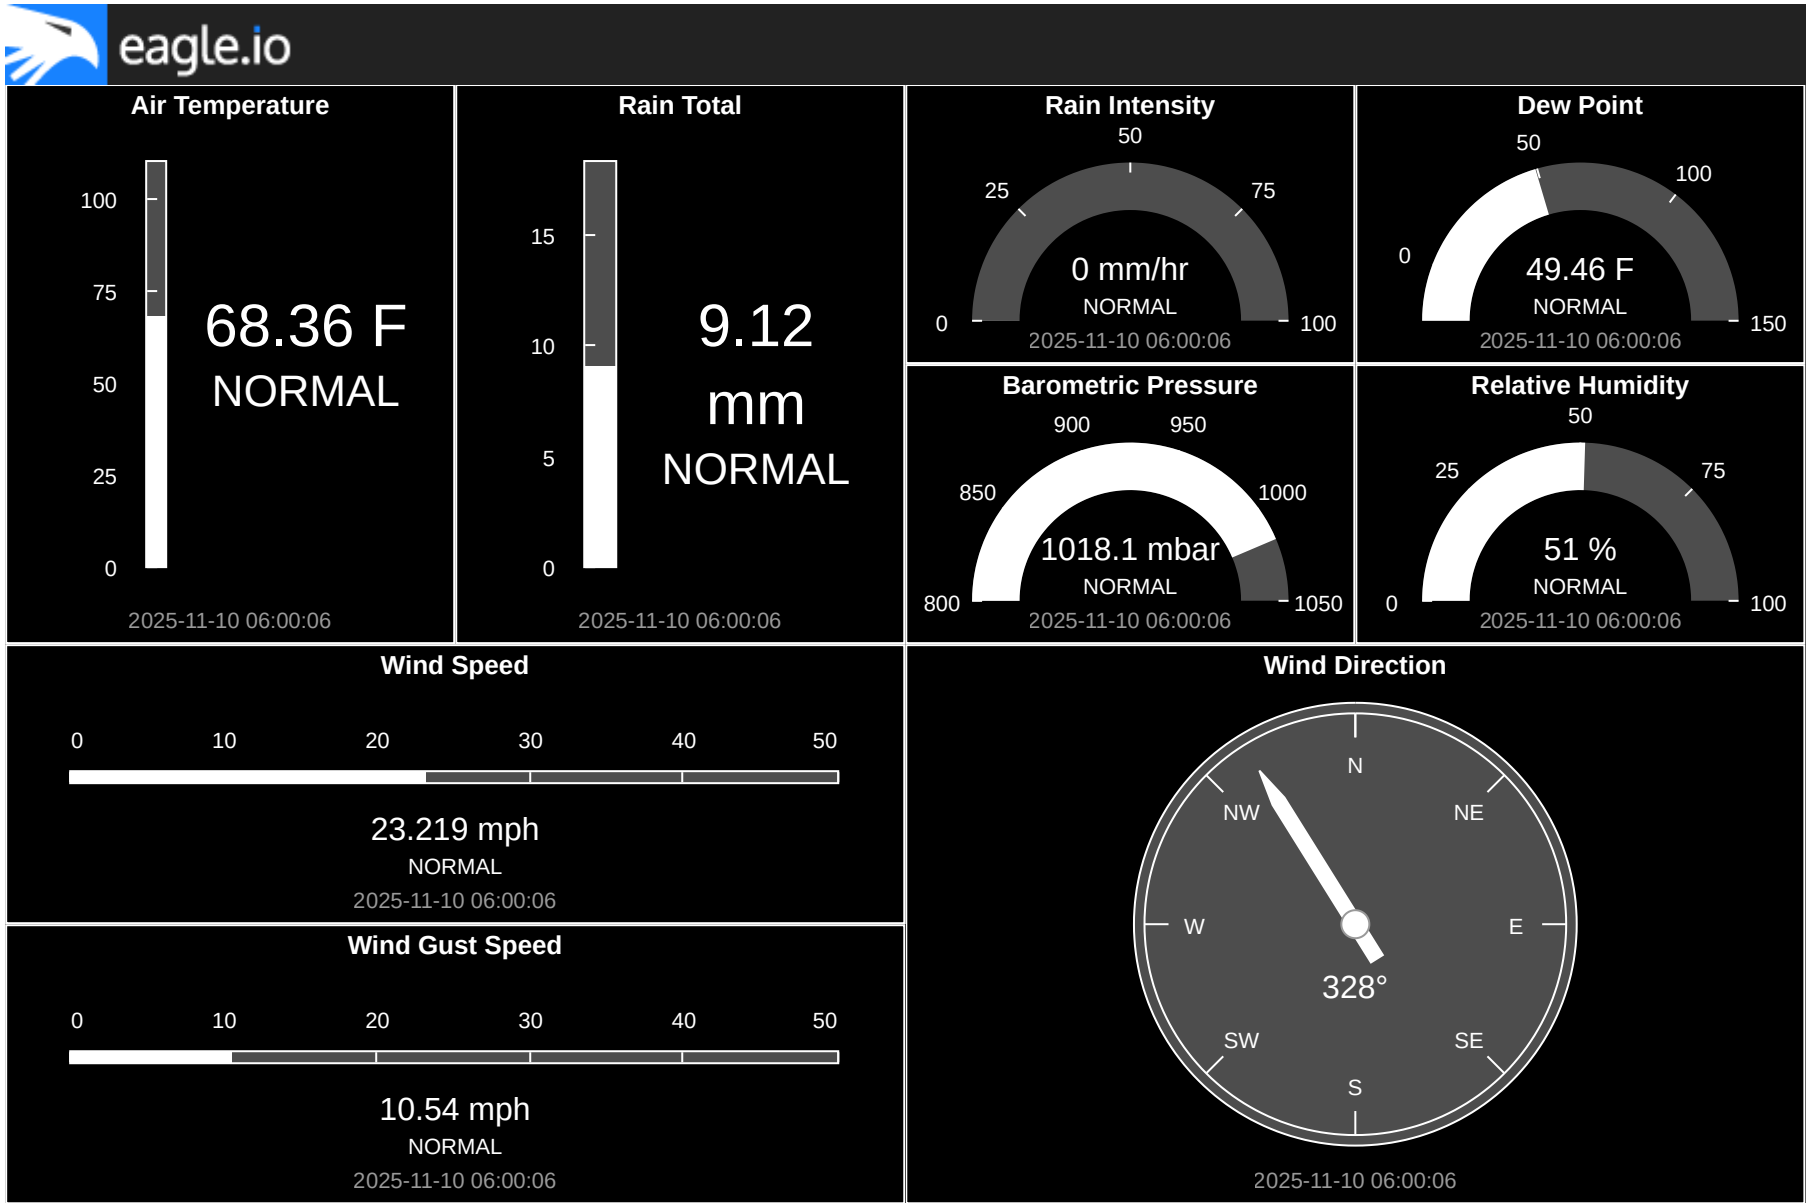 eagle.io
Air Temperature
100
75
50
25
0
68.36 F
NORMAL
2025-11-10 06:00:06
Rain Total
15
10
5
0
9.12
mm
NORMAL
2025-11-10 06:00:06
Rain Intensity
0
25
50
75
100
0 mm/hr
NORMAL
2025-11-10 06:00:06
Dew Point
0
50
100
150
49.46 F
NORMAL
2025-11-10 06:00:06
Barometric Pressure
800
850
900
950
1000
1050
1018.1 mbar
NORMAL
2025-11-10 06:00:06
Relative Humidity
0
25
50
75
100
51 %
NORMAL
2025-11-10 06:00:06
Wind Speed
0 10 20 30 40 50
23.219 mph
NORMAL
2025-11-10 06:00:06
Wind Gust Speed
0 10 20 30 40 50
10.54 mph
NORMAL
2025-11-10 06:00:06
Wind Direction
N
NW NE
W E
328°
SW SE
S
2025-11-10 06:00:06